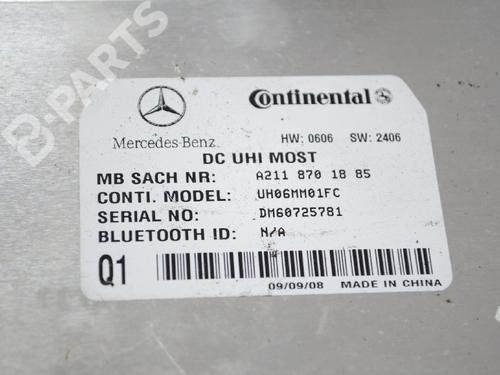 B-PARTS
Continental
Mercedes-Benz HW: 0606 SW: 2406
DC UHI MOST
MB SACH NR: A211 870 18 85
CONTI. MODEL: UH06MM01FC
SERIAL NO: DM60725781
BLUETOOTH ID: N/A
Q1
09/09/08 MADE IN CHINA